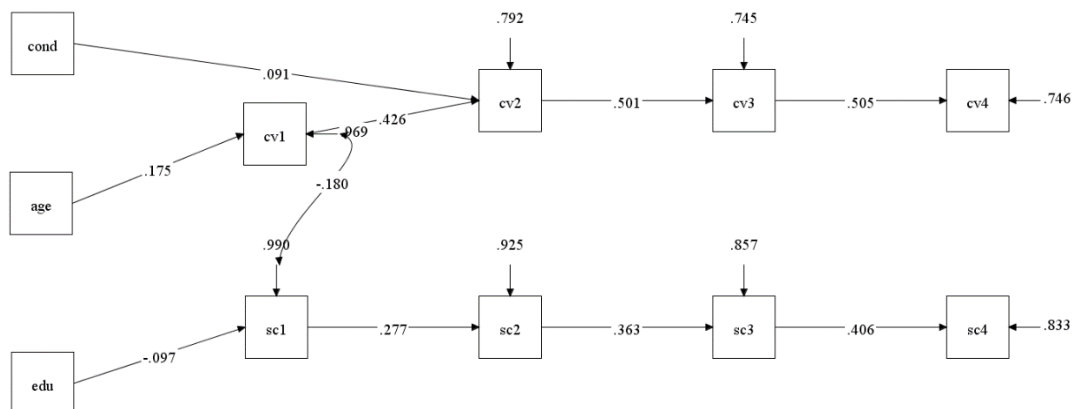 .792
.745
cond
.091
cv2
.501
cv3
.505
cv4
.746
cv1
.426
.969
.175
-.180
age
.990
.925
.857
sc1
.277
sc2
.363
sc3
.406
sc4
.833
-.097
edu